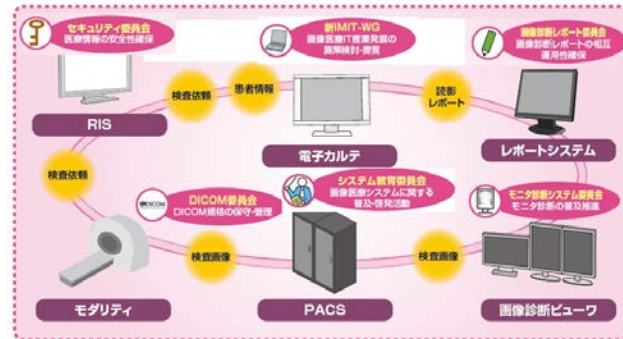 セキュリティ委員会
医療情報の安全性確保
新IMIT-WG
画像医療IT産業発展の
施策検討・提言
画像診断レポート委員会
画像診断レポートの相互
運用性確保
検査依頼
患者情報
読影
レポート
RIS
電子カルテ
レポートシステム
検査依頼
DICOM
DICOM委員会
DICOM規格の保守・管理
システム教育委員会
画像医療システムに関する
普及・啓発活動
モニタ診断システム委員会
モニタ診断の普及推進
検査画像
検査画像
モダリティ
PACS
画像診断ビューワ